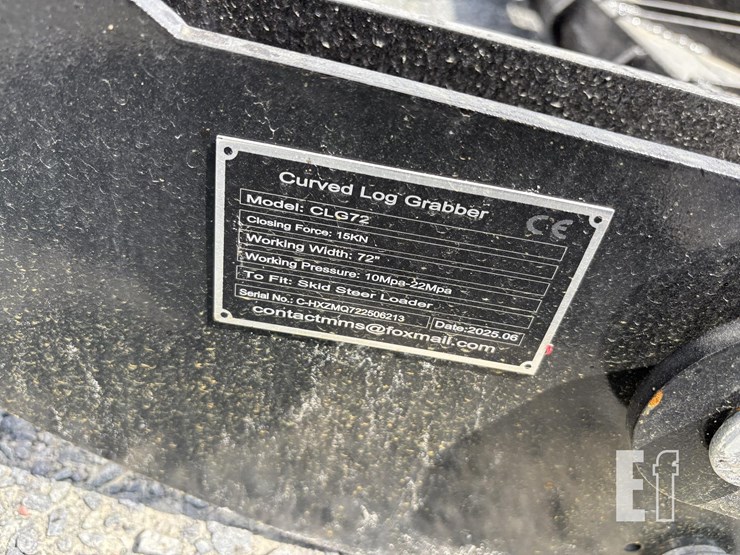 Curved Log Grabber
Model: CLG72
CE
Closing Force: 15KN
Working Width: 72"
Working Pressure: 10Mpa-22Mpa
To Fit: Skid Steer Loader
Serial No.: C-HXZMQ722506213
Date:2025.06
contactmms@foxmail.com
Ef